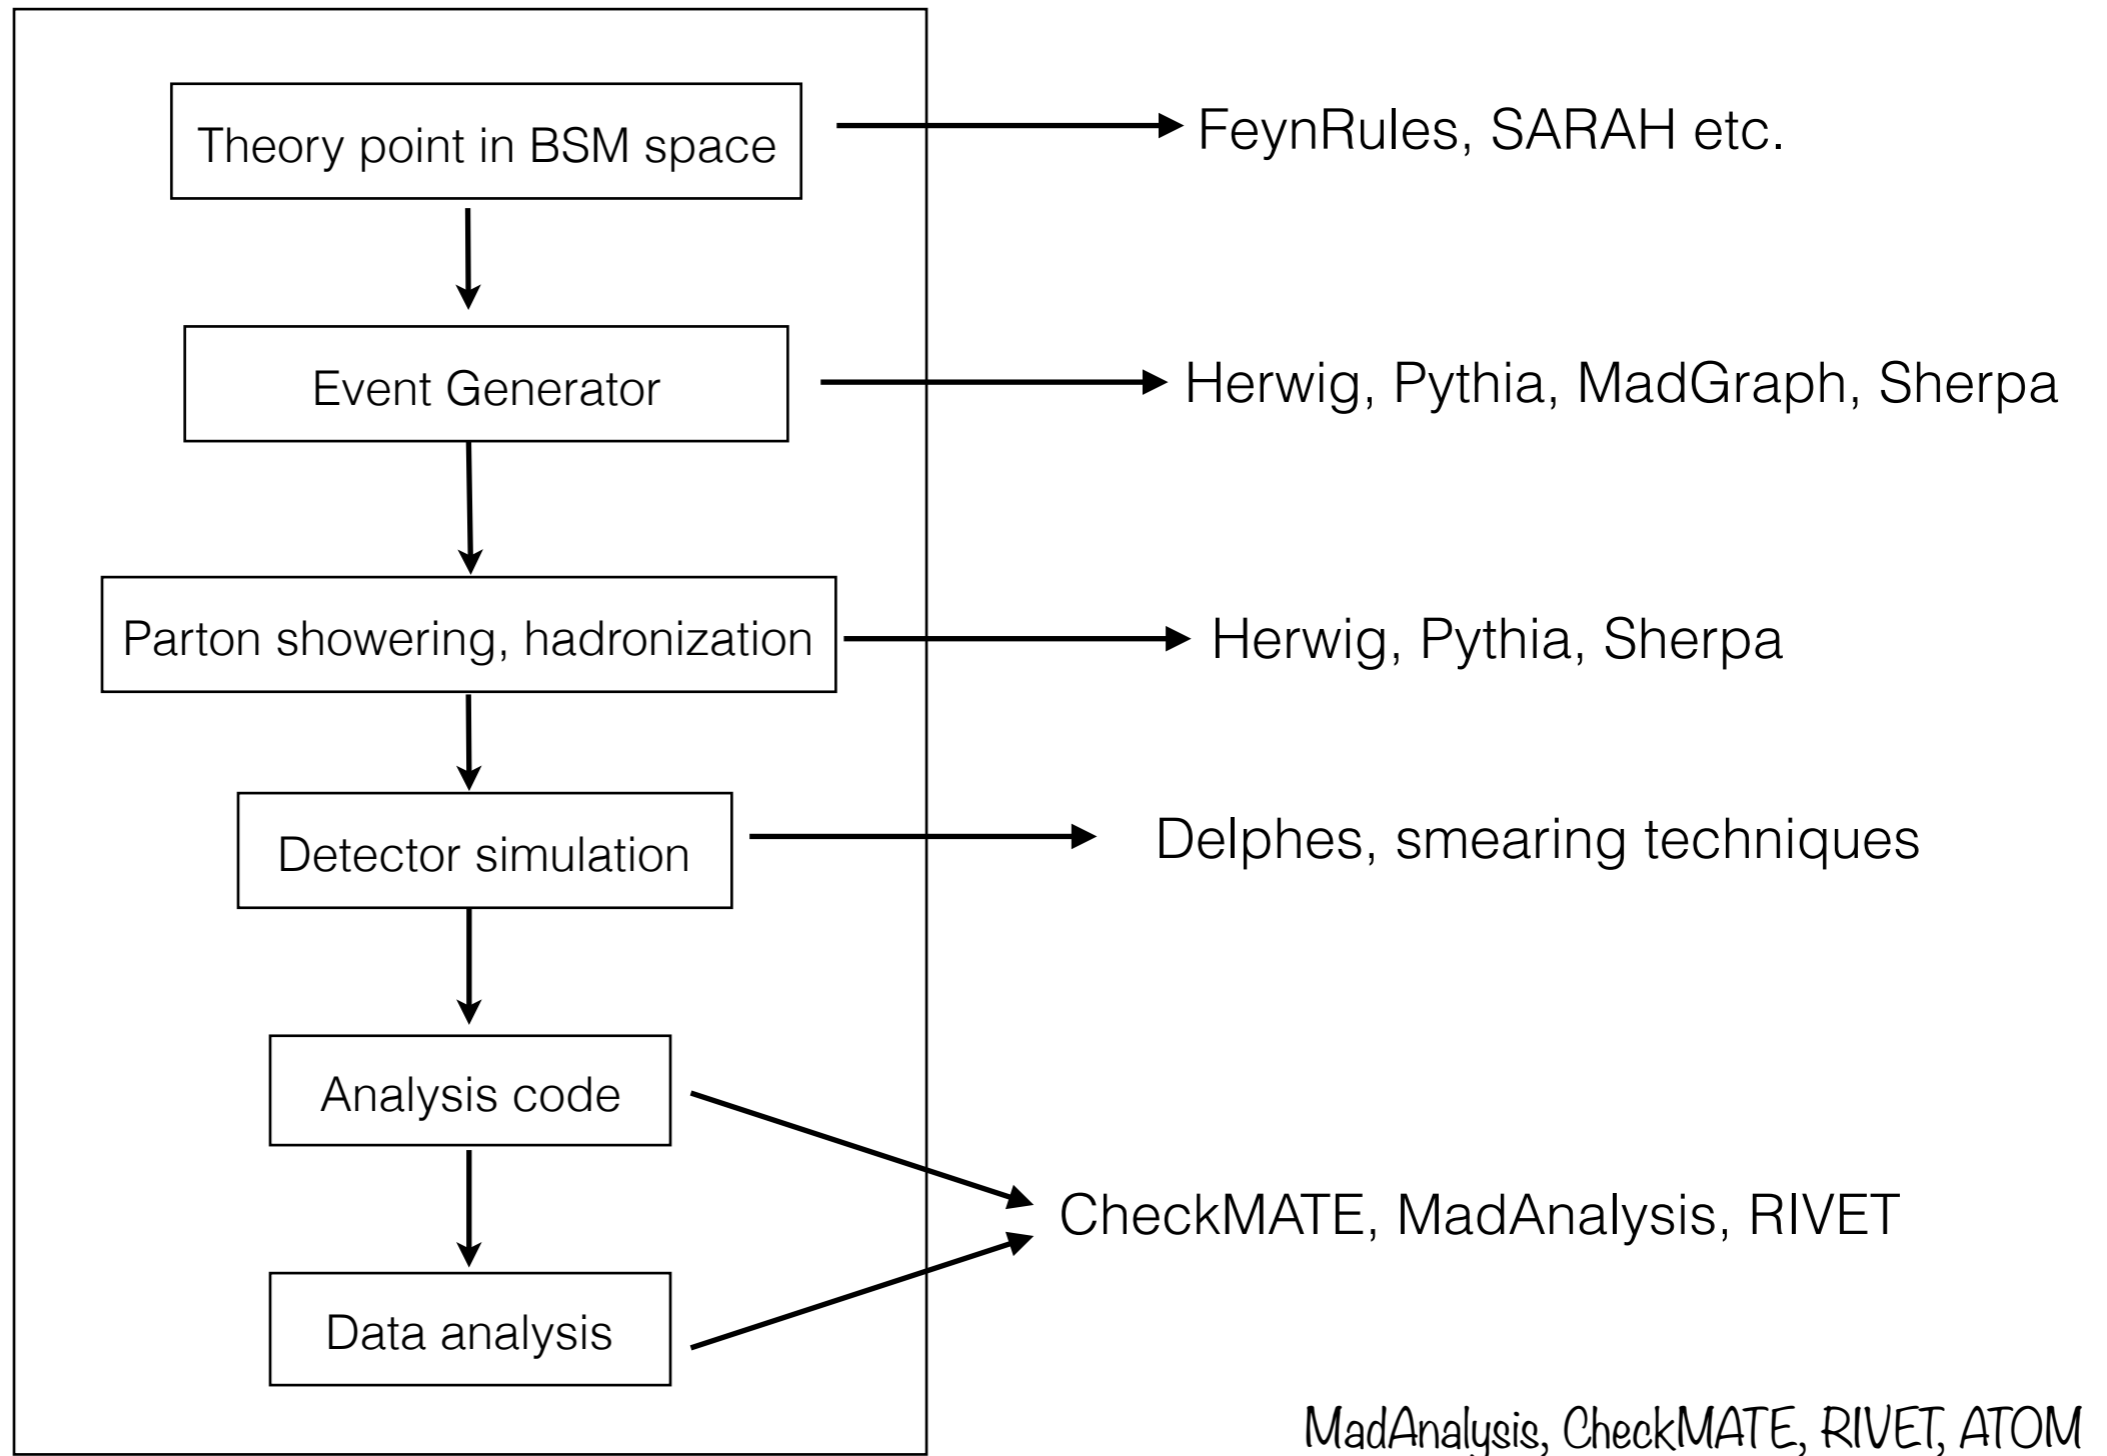 Theory point in BSM space
FeynRules, SARAH etc.
Event Generator
Herwig, Pythia, MadGraph, Sherpa
Parton showering, hadronization
Herwig, Pythia, Sherpa
Detector simulation
Delphes, smearing techniques
Analysis code
CheckMATE, MadAnalysis, RIVET
Data analysis
MadAnalysis, CheckMATE, RIVET, ATOM